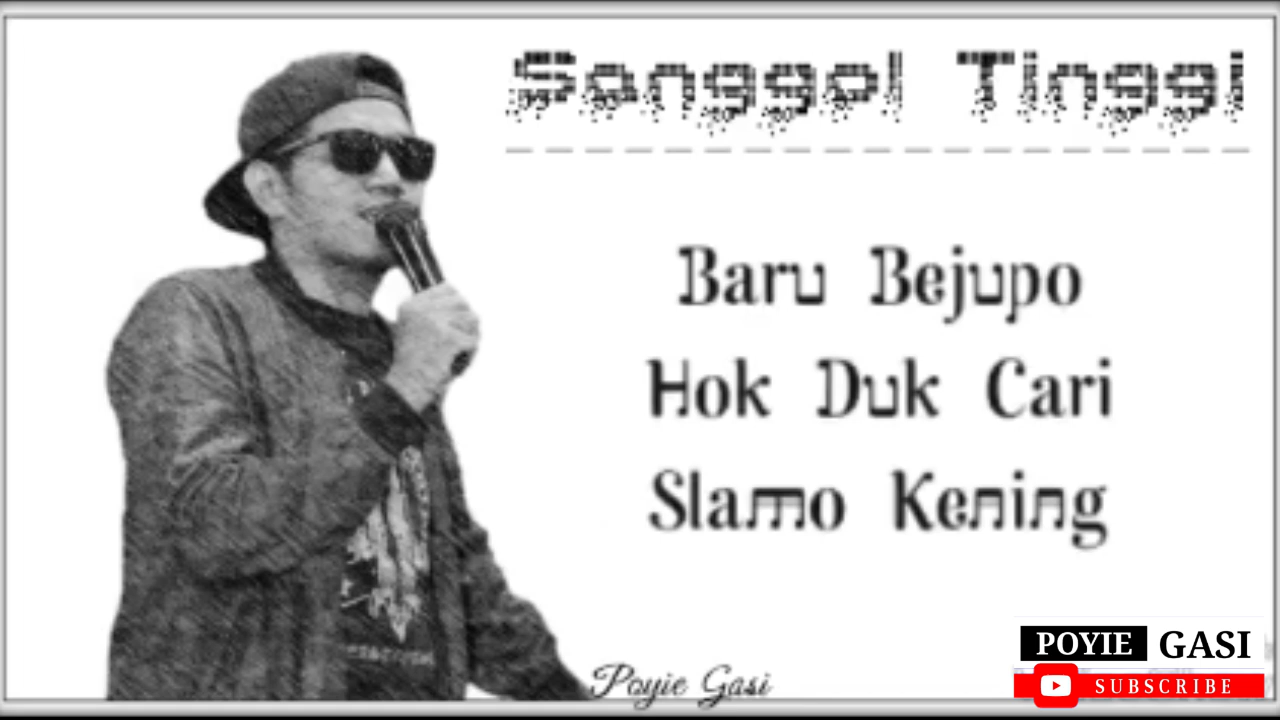 Sanggol Tinggi
Baru Bejupo
Hok Duk Cari
Slamo Kening
Poyie Gasi
POYIE GASI
SUBSCRIBE